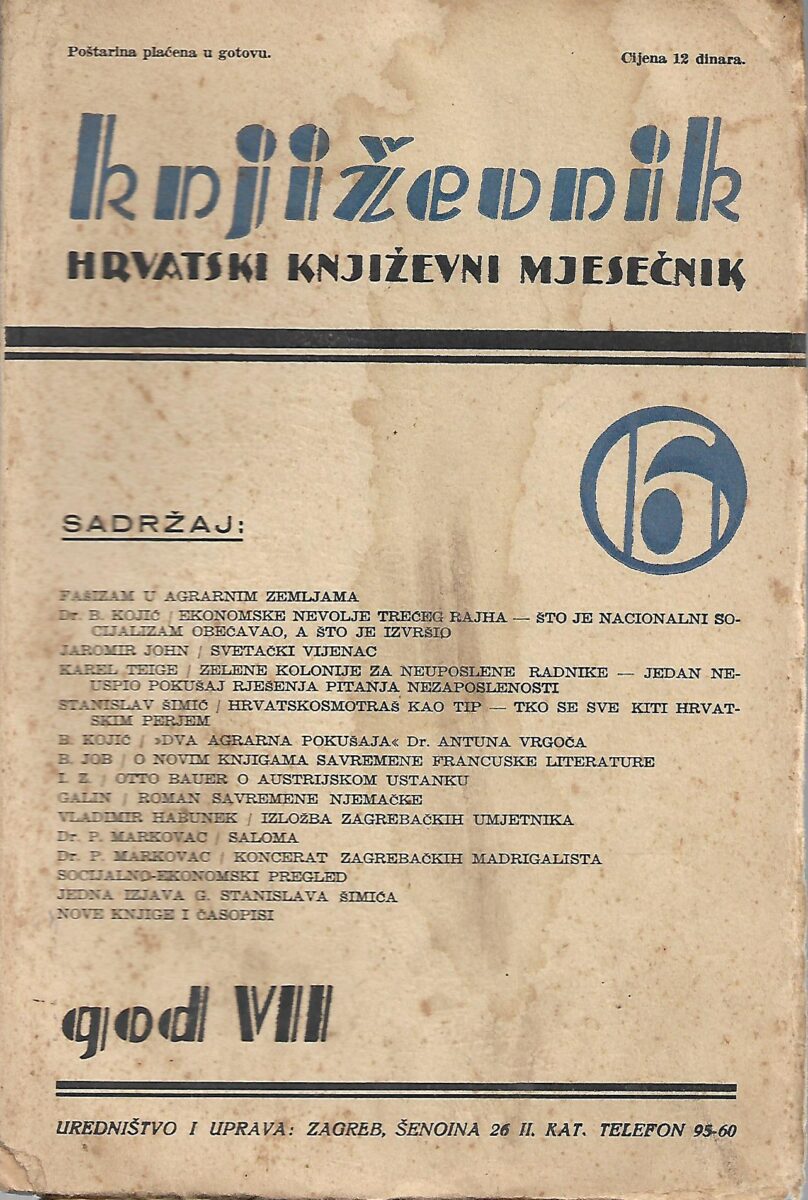 Poštarina plaćena u gotovu.
Cijena 12 dinara.
književnik
HRVATSKI KNJIŽEVNI MJESEČNIK
6
SADRŽAJ:
FAŠIZAM U AGRARNIM ZEMLJAMA
Dr. B. KOJIĆ / EKONOMSKE NEVOLJE TREĆEG RAJHA — ŠTO JE NACIONALNI SO-
CIJALIZAM OBEĆAVAO, A ŠTO JE IZVRŠIO
JAROMIR JOHN / SVETAČKI VIJENAC
KAREL TEIGE / ZELENE KOLONIJE ZA NEUPOSLENE RADNIKE — JEDAN NE-
USPIO POKUŠAJ RJEŠENJA PITANJA NEZAPOSLENOSTI
STANISLAV ŠIMIĆ / HRVATSKOSMOTRAŠ KAO TIP — TKO SE SVE KITI HRVAT-
SKIM PERJEM
B. KOJIĆ / »DVA AGRARNA POKUŠAJA« Dr. ANTUNA VRGOČA
B. JOB / O NOVIM KNJIGAMA SAVREMENE FRANCUSKE LITERATURE
I. Z. / OTTO BAUER O AUSTRIJSKOM USTANKU
GALIN / ROMAN SAVREMENE NJEMAČKE
VLADIMIR HABUNEK / IZLOŽBA ZAGREBAČKIH UMJETNIKA
Dr. P. MARKOVAC / SALOMA
Dr. P. MARKOVAC / KONCERAT ZAGREBAČKIH MADRIGALISTA
SOCIJALNO-EKONOMSKI PREGLED
JEDNA IZJAVA G. STANISLAVA ŠIMIĆA
NOVE KNJIGE I ČASOPISI
god VII
UREDNIŠTVO I UPRAVA: ZAGREB, ŠENOINA 26 II. KAT. TELEFON 95-60